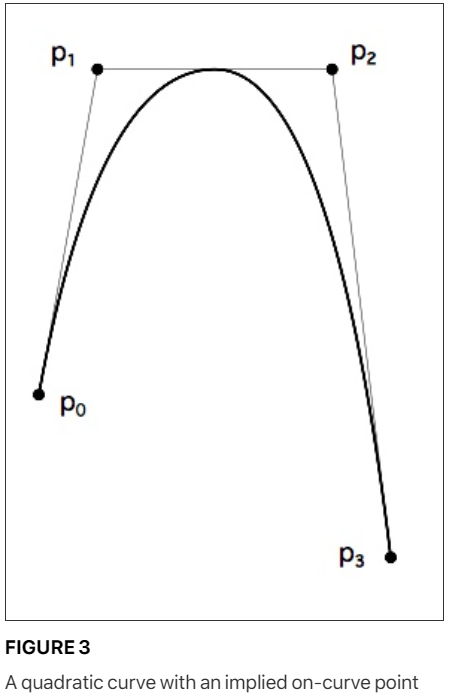 p₁ p₂
p₀
p₃
FIGURE 3
A quadratic curve with an implied on-curve point